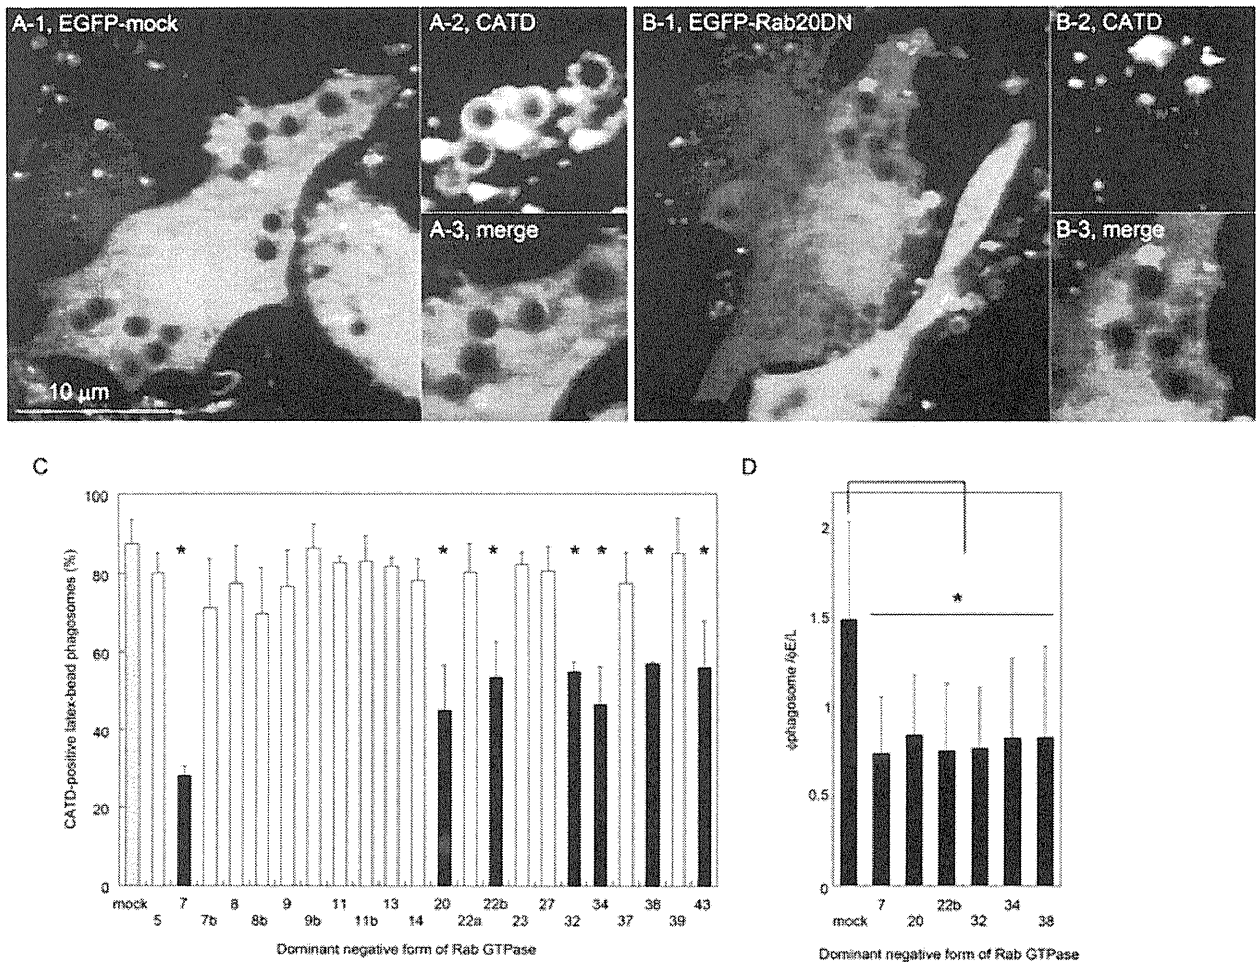 A-1, EGFP-mock
A-2, CATD
A-3, merge
10 µm
B-1, EGFP-Rab20DN
B-2, CATD
B-3, merge
C
CATD-positive latex-bead phagosomes (%)
100
80
60
40
20
0
* * * * * * *
mock 7 8 9 11 13 20 22b 27 32 34 38 43
5 7b 8b 9b 11b 14 22a 23 37 39
Dominant negative form of Rab GTPase
D
ϕphagosome /ϕE/L
2
1.5
1
0.5
0
*
7 22b 34
mock 20 32 38
Dominant negative form of Rab GTPase